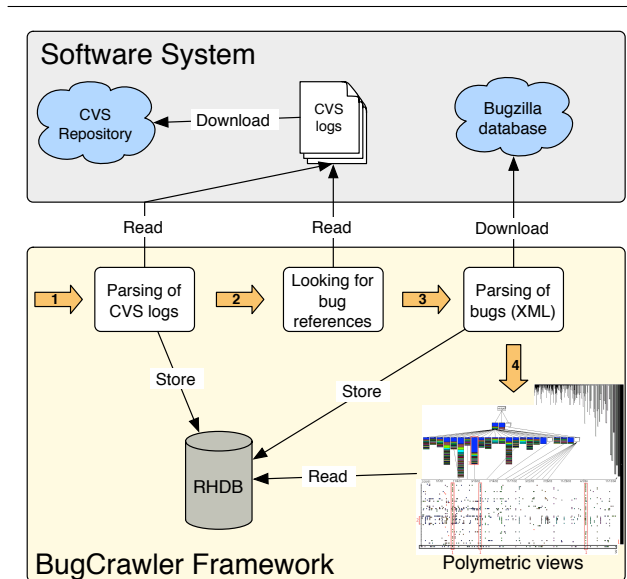 Software System
CVS
Repository
Download
CVS
logs
Bugzilla
database
Read
Read
Download
1
Parsing of
CVS logs
2
Looking for
bug
references
3
Parsing of
bugs (XML)
4
Store
Store
RHDB
Read
BugCrawler Framework
Polymetric views